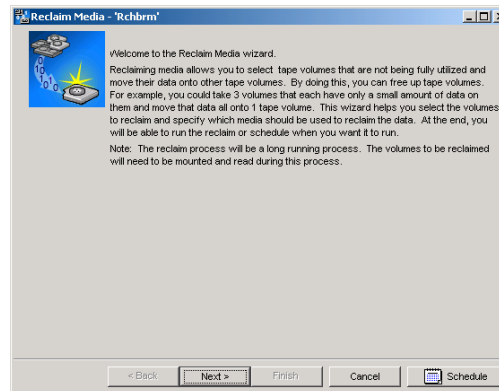 Reclaim Media - 'Rchbrm'
Welcome to the Reclaim Media wizard.
Reclaiming media allows you to select tape volumes that are not being fully utilized and
move their data onto other tape volumes. By doing this, you can free up tape volumes.
For example, you could take 3 volumes that each have only a small amount of data on
them and move that data all onto 1 tape volume. This wizard helps you select the volumes
to reclaim and specify which media should be used to reclaim the data. At the end, you
will be able to run the reclaim or schedule when you want it to run.
Note: The reclaim process will be a long running process. The volumes to be reclaimed
will need to be mounted and read during this process.
< Back Next > Finish Cancel Schedule